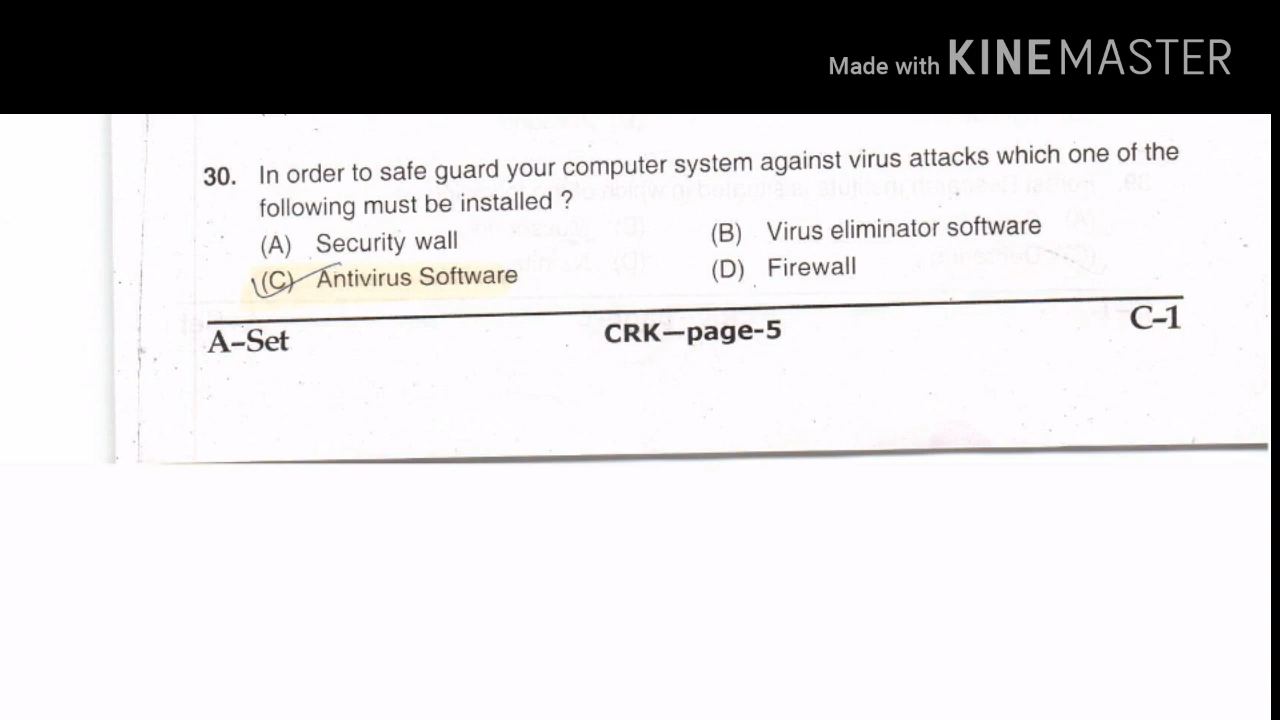 Made with KINEMASTER
30. In order to safe guard your computer system against virus attacks which one of the
following must be installed ?
(A) Security wall (B) Virus eliminator software
(C) Antivirus Software (D) Firewall
A–Set CRK—page-5 C–1